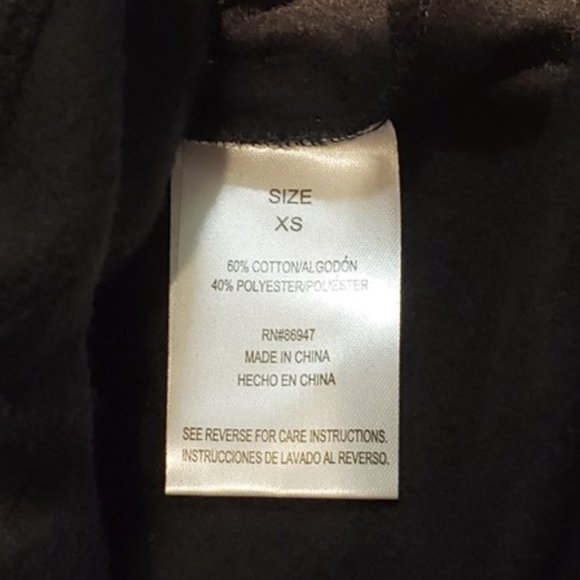 SIZE
XS
60% COTTON/ALGODÓN
40% POLYESTER/POLIÉSTER
RN#86947
MADE IN CHINA
HECHO EN CHINA
SEE REVERSE FOR CARE INSTRUCTIONS.
INSTRUCCIONES DE LAVADO AL REVERSO.